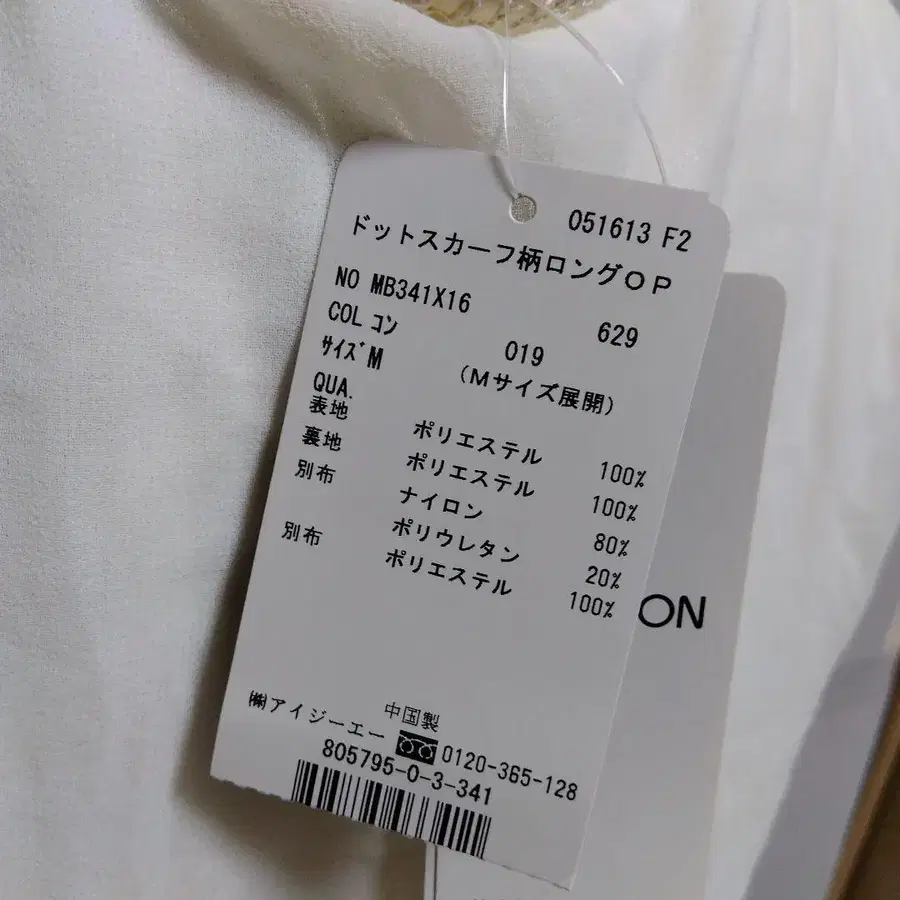 051613 F2
ドットスカーフ柄ロングOP
NO MB341X16
629
COL コン
019
サイズ M
(Mサイズ展開)
QUA.
表地 ポリエステル 100%
裏地 ポリエステル 100%
別布 ナイロン 80%
ポリウレタン 20%
別布 ポリエステル 100%
中国製
㈱アイジーエー 0120-365-128
805795-0-3-341
ON